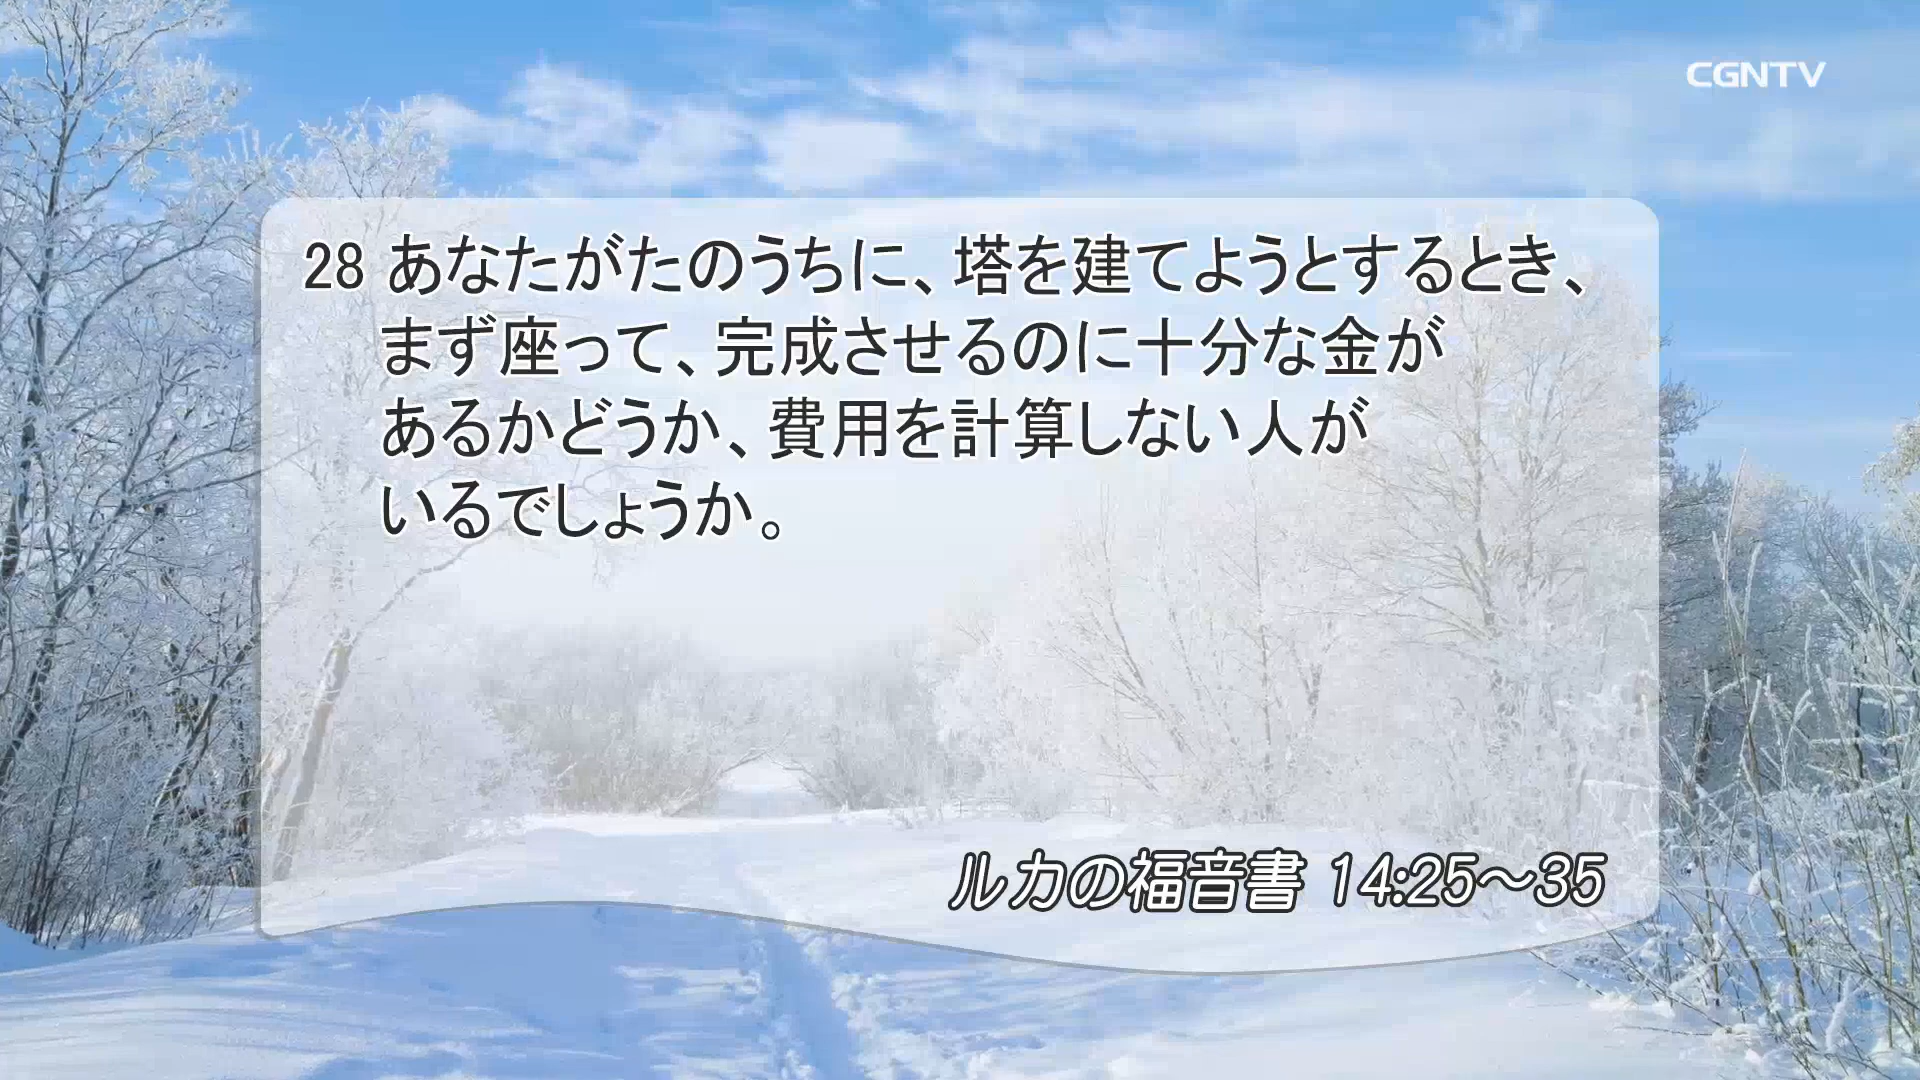 CGNTV
28 あなたがたのうちに、塔を建てようとするとき、
まず座って、完成させるのに十分な金が
あるかどうか、費用を計算しない人が
いるでしょうか。
ルカの福音書 14:25～35